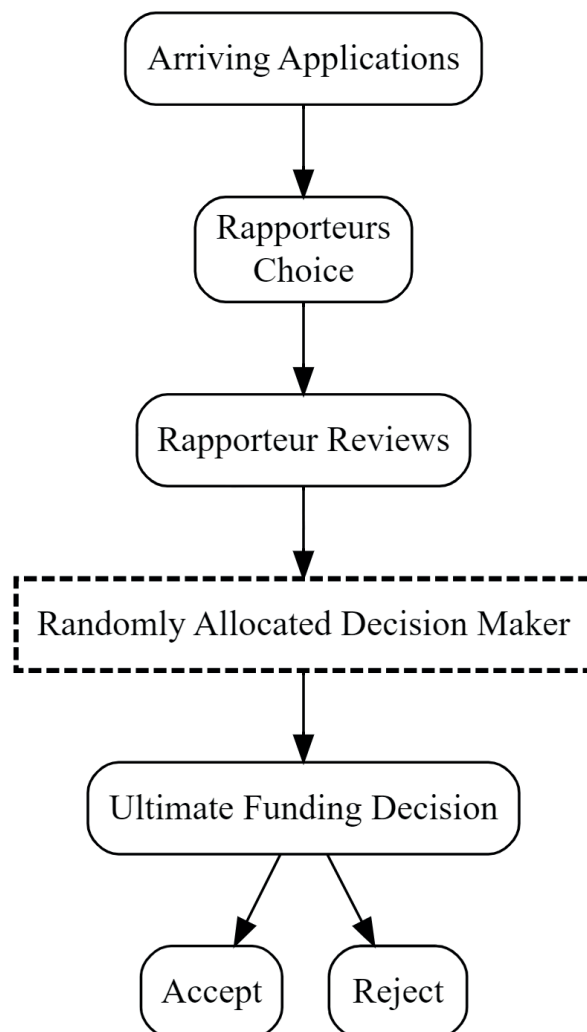 Arriving Applications
Rapporteurs
Choice
Rapporteur Reviews
Randomly Allocated Decision Maker
Ultimate Funding Decision
Accept
Reject